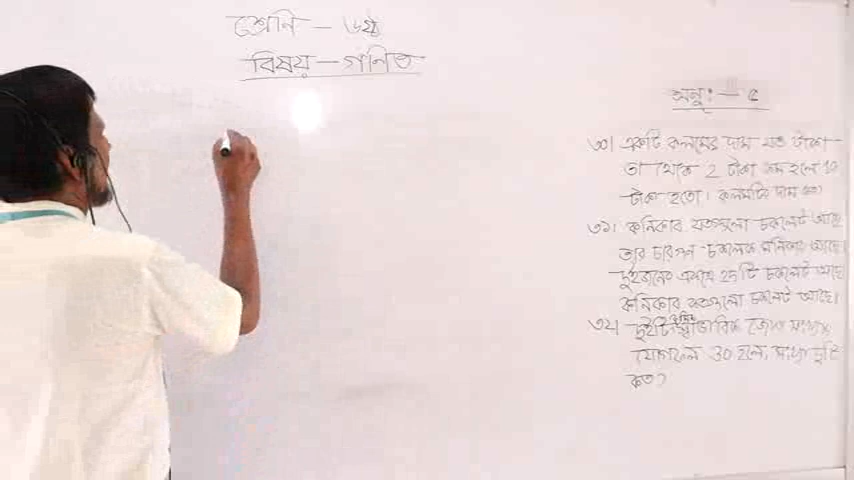 শ্রেণি – ৬ষ্ঠ
বিষয় – গণিত
অনু: – ৫
৩০। একটি কলমের দাম যত টাকা
তা থেকে 2 টাকা কম হলে 10
টাকা হতো। কলমটির দাম কত?
৩১। কনিকার যতগুলো চকলেট আছে
তার চারগুন চকলেট মনিকার আছে।
দুইজনের একত্রে 25 টি চকলেট আছে
কনিকার কতগুলো চকলেট আছে।
৩২। দুইটি ক্রমিক স্বাভাবিক জোড় সংখ্যার
যোগফল 30 হলে, সংখ্যা দুটি
কত?